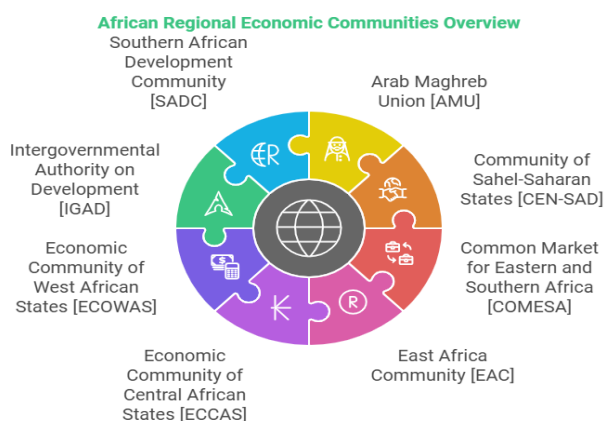 African Regional Economic Communities Overview
Southern African
Development
Community
[SADC]
Arab Maghreb
Union [AMU]
Intergovernmental
Authority on
Development
[IGAD]
Community of
Sahel-Saharan
States [CEN-SAD]
Economic
Community of
West African
States [ECOWAS]
Common Market
for Eastern and
Southern Africa
[COMESA]
Economic
Community of
Central African
States [ECCAS]
East Africa
Community [EAC]